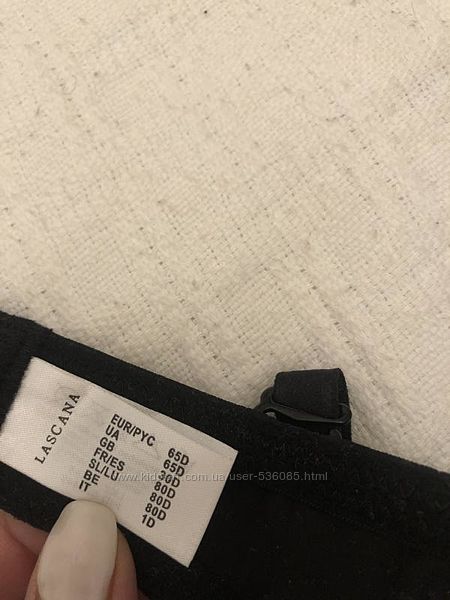 LASCANA
EUR/PYC 65D
UA 65D
GB 30D
FR/ES 80D
SL/LU 80D
BE 80D
IT 1D